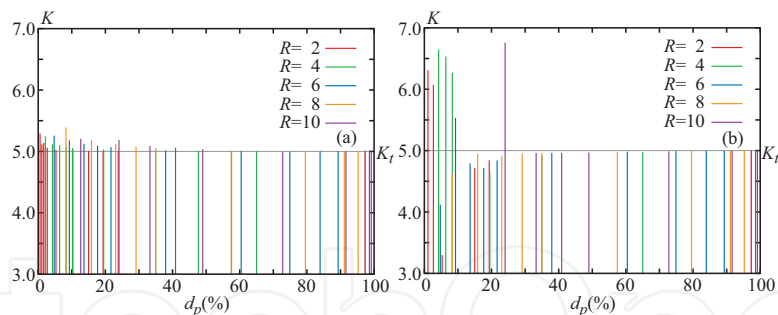 K
7.0
6.0
5.0
4.0
3.0
R= 2
R= 4
R= 6
R= 8
R=10
(a)
K_t
0 20 40 60 80 100
d_p(%)
K
7.0
6.0
5.0
4.0
3.0
R= 2
R= 4
R= 6
R= 8
R=10
(b)
K_t
0 20 40 60 80 100
d_p(%)